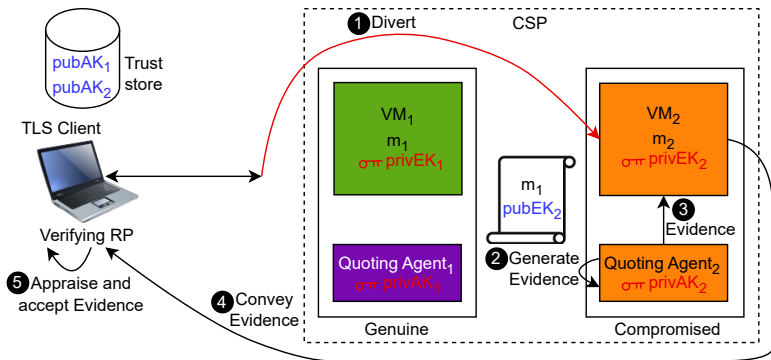 1 Divert
CSP
pubAK1
pubAK2
Trust
store
TLS Client
VM1
m1
privEK1
VM2
m2
privEK2
m1
pubEK2
3
Evidence
Verifying RP
2 Generate
Evidence
Quoting Agent1
privAK1
Quoting Agent2
privAK2
5 Appraise and
accept Evidence
4 Convey
Evidence
Genuine
Compromised